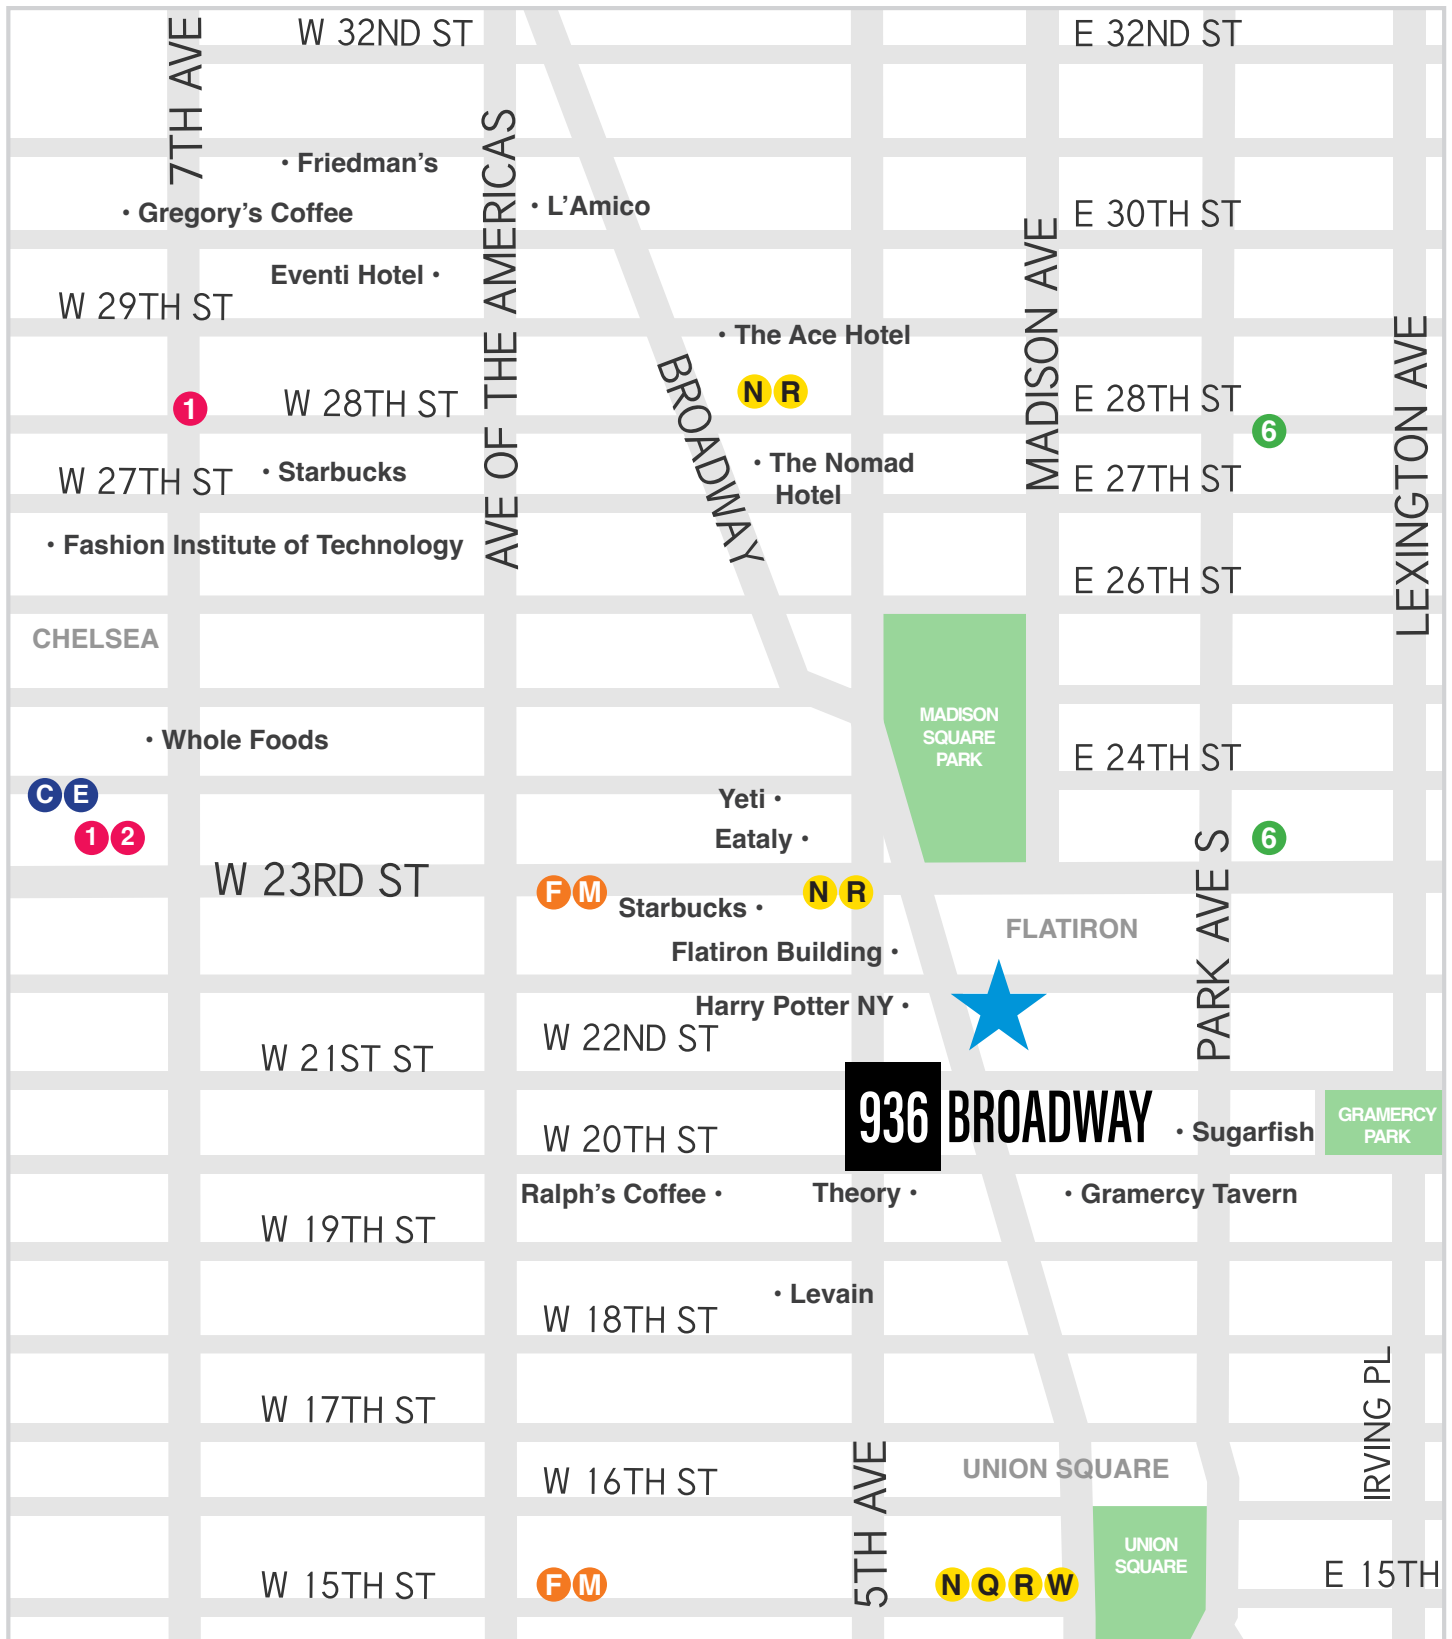 W 32ND ST
E 32ND ST
7TH AVE
• Friedman's
AVE OF THE AMERICAS
• L'Amico
• Gregory's Coffee
E 30TH ST
MADISON AVE
Eventi Hotel •
W 29TH ST
• The Ace Hotel
LEXINGTON AVE
BROADWAY
N R
1
W 28TH ST
E 28TH ST
6
W 27TH ST
• Starbucks
• The Nomad
Hotel
E 27TH ST
• Fashion Institute of Technology
E 26TH ST
CHELSEA
MADISON
SQUARE
PARK
• Whole Foods
E 24TH ST
C E
Yeti •
1 2
Eataly •
6
PARK AVE S
W 23RD ST
F M
N R
Starbucks •
FLATIRON
Flatiron Building •
Harry Potter NY •
W 22ND ST
W 21ST ST
936 BROADWAY
GRAMERCY
PARK
W 20TH ST
• Sugarfish
Ralph's Coffee •
Theory •
• Gramercy Tavern
W 19TH ST
• Levain
W 18TH ST
IRVING PL
W 17TH ST
5TH AVE
UNION SQUARE
W 16TH ST
UNION
SQUARE
W 15TH ST
F M
N Q R W
E 15TH